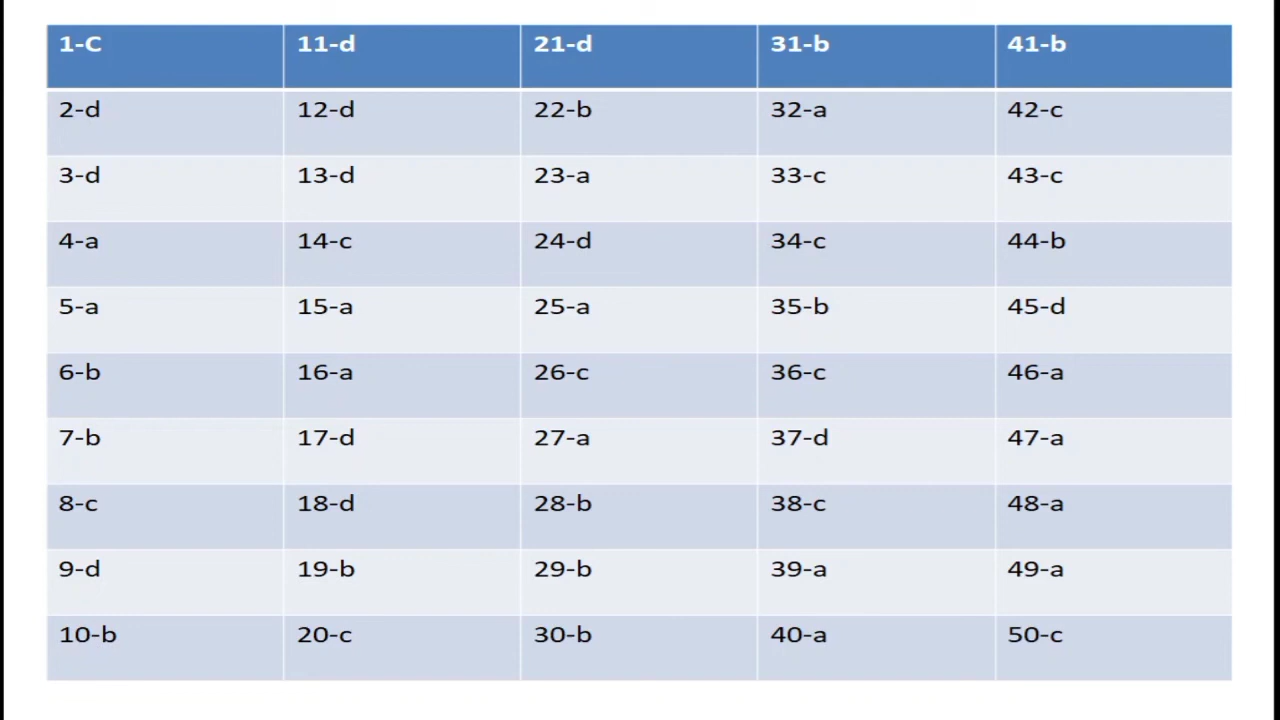 1-C 11-d 21-d 31-b 41-b
2-d 12-d 22-b 32-a 42-c
3-d 13-d 23-a 33-c 43-c
4-a 14-c 24-d 34-c 44-b
5-a 15-a 25-a 35-b 45-d
6-b 16-a 26-c 36-c 46-a
7-b 17-d 27-a 37-d 47-a
8-c 18-d 28-b 38-c 48-a
9-d 19-b 29-b 39-a 49-a
10-b 20-c 30-b 40-a 50-c